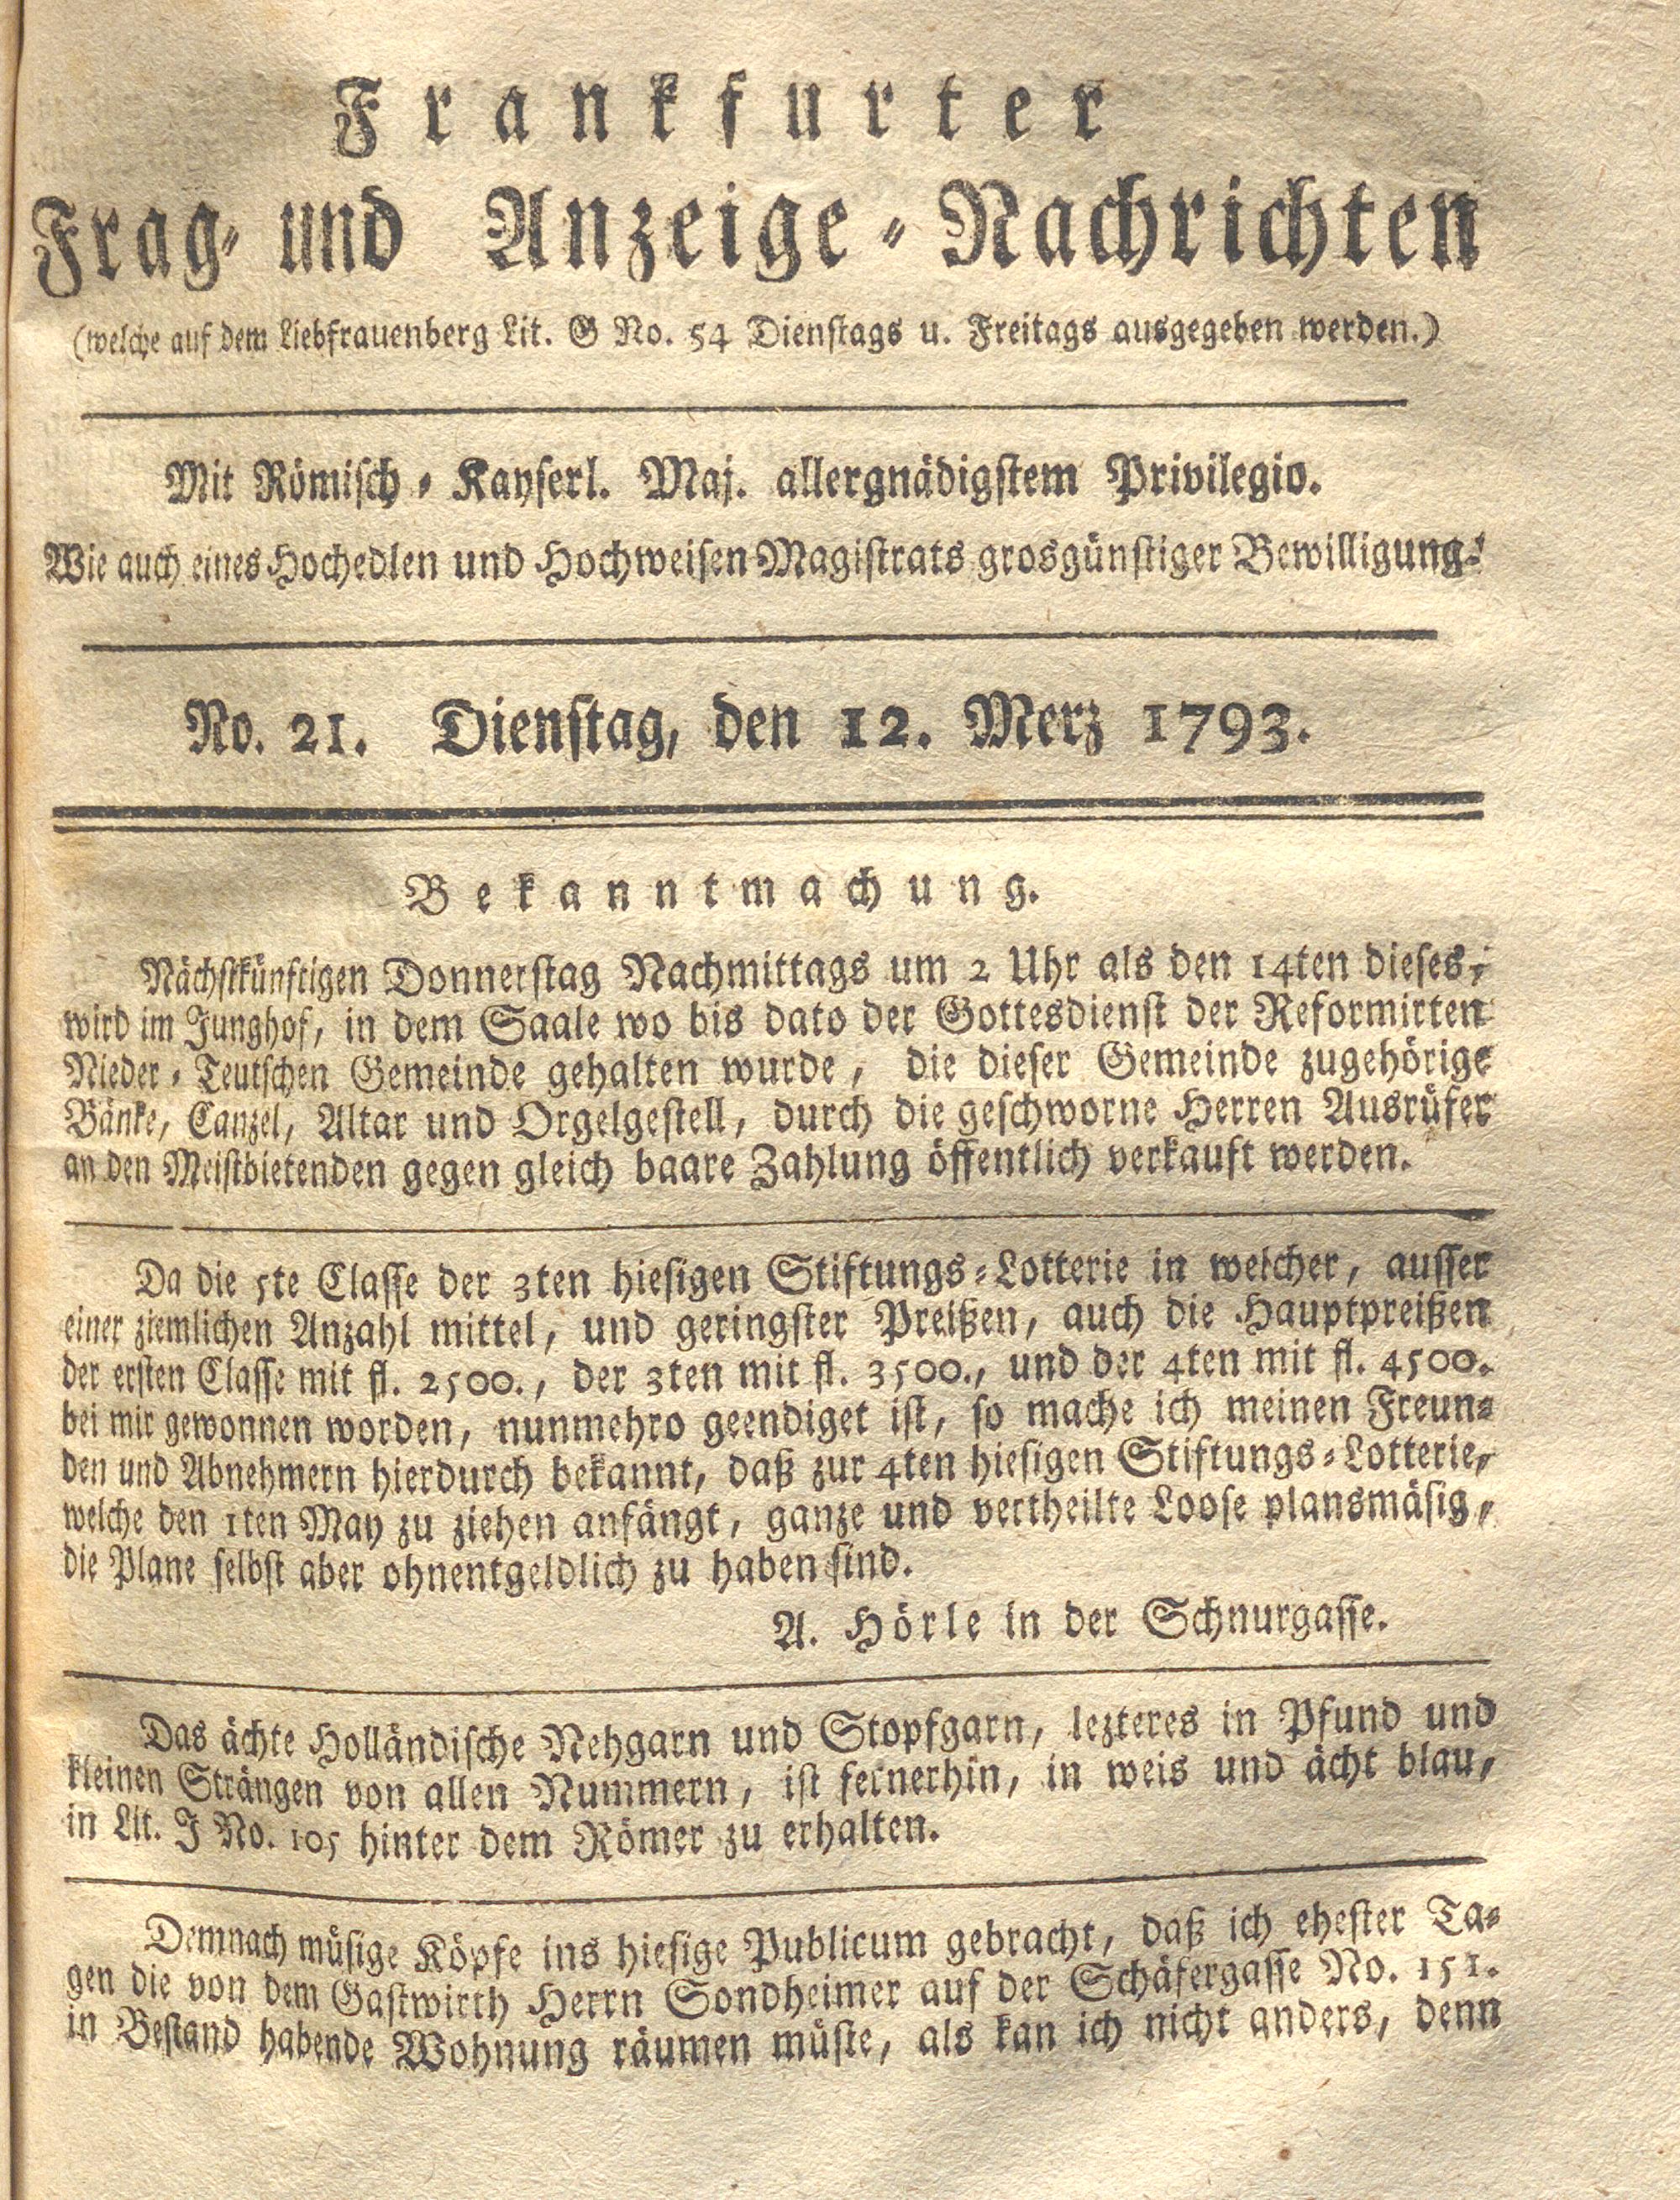 Frankfurter
Frag- und Anzeige-Nachrichten
(welche auf dem Liebfrauenberg Lit. G No. 54 Dienstags u. Freitags ausgegeben werden.)
Mit Römisch-Kayserl. Maj. allergnädigstem Privilegio.
Wie auch eines Hochedlen und Hochweisen Magistrats grosgünstiger Bewilligung.
No. 21. Dienstag, den 12. Merz 1793.
Bekanntmachung.
Nächstkünftigen Donnerstag Nachmittags um 2 Uhr als den 14ten dieses,
wird im Junghof, in dem Saale wo bis dato der Gottesdienst der Reformirten
Nieder-Teutschen Gemeinde gehalten wurde, die dieser Gemeinde zugehörige
Bänke, Canzel, Altar und Orgelgestell, durch die geschworne Herren Ausrüfer
an den Meistbietenden gegen gleich baare Zahlung öffentlich verkauft werden.
Da die 5te Classe der 3ten hiesigen Stiftungs-Lotterie in welcher, ausser
einer ziemlichen Anzahl mittel, und geringster Preißen, auch die Hauptpreißen
der ersten Classe mit fl. 2500., der 3ten mit fl. 3500., und der 4ten mit fl. 4500.
bei mir gewonnen worden, nunmehro geendiget ist, so mache ich meinen Freun-
den und Abnehmern hierdurch bekannt, daß zur 4ten hiesigen Stiftungs-Lotterie,
welche den 1ten May zu ziehen anfängt, ganze und vertheilte Loose plansmäsig,
die Plane selbst aber ohnentgeldlich zu haben sind.
A. Hörle in der Schnurgasse.
Das ächte Holländische Nehgarn und Stopfgarn, lezteres in Pfund und
kleinen Strängen von allen Nummern, ist fernerhin, in weis und ächt blau,
in Lit. J No. 105 hinter dem Römer zu erhalten.
Demnach müsige Köpfe ins hiesige Publicum gebracht, daß ich ehester Ta-
gen die von dem Gastwirth Herrn Sondheimer auf der Schäfergasse No. 151.
in Bestand habende Wohnung räumen müste, als kan ich nicht anders, denn